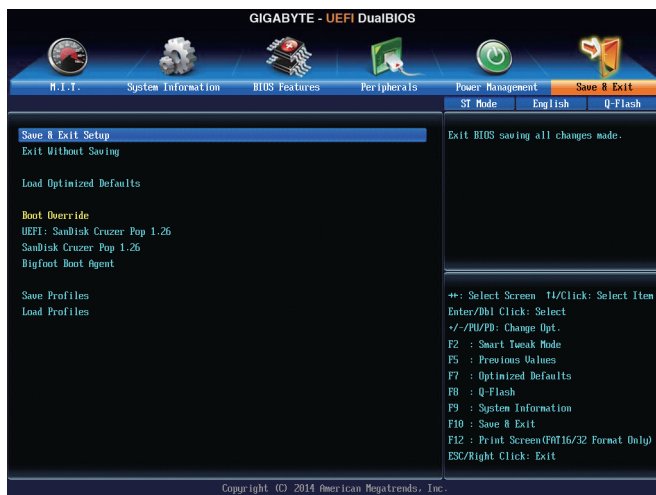 GIGABYTE - UEFI DualBIOS
M.I.T. System Information BIOS Features Peripherals Power Management Save & Exit
ST Mode English Q-Flash
Save & Exit Setup
Exit Without Saving
Load Optimized Defaults
Boot Override
UEFI: SanDisk Cruzer Pop 1.26
SanDisk Cruzer Pop 1.26
Bigfoot Boot Agent
Save Profiles
Load Profiles
Exit BIOS saving all changes made.
→←: Select Screen ↑↓/Click: Select Item
Enter/Dbl Click: Select
+/-/PU/PD: Change Opt.
F2 : Smart Tweak Mode
F5 : Previous Values
F7 : Optimized Defaults
F8 : Q-Flash
F9 : System Information
F10 : Save & Exit
F12 : Print Screen(FAT16/32 Format Only)
ESC/Right Click: Exit
Copyright (C) 2014 American Megatrends, Inc.